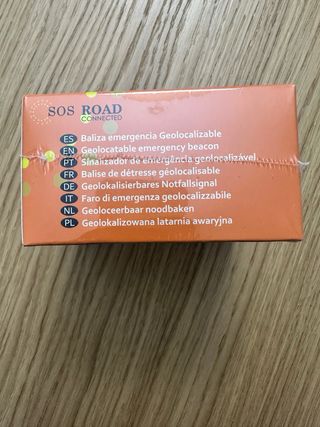 SOS ROAD
CONNECTED
ES Baliza emergencia Geolocalizable
EN Geolocatable emergency beacon
PT Sinalizador de emergência geolocalizável
FR Balise de détresse géolocalisable
DE Geolokalisierbares Notfallsignal
IT Faro di emergenza geolocalizzabile
NL Geoloceerbaar noodbaken
PL Geolokalizowana latarnia awaryjna